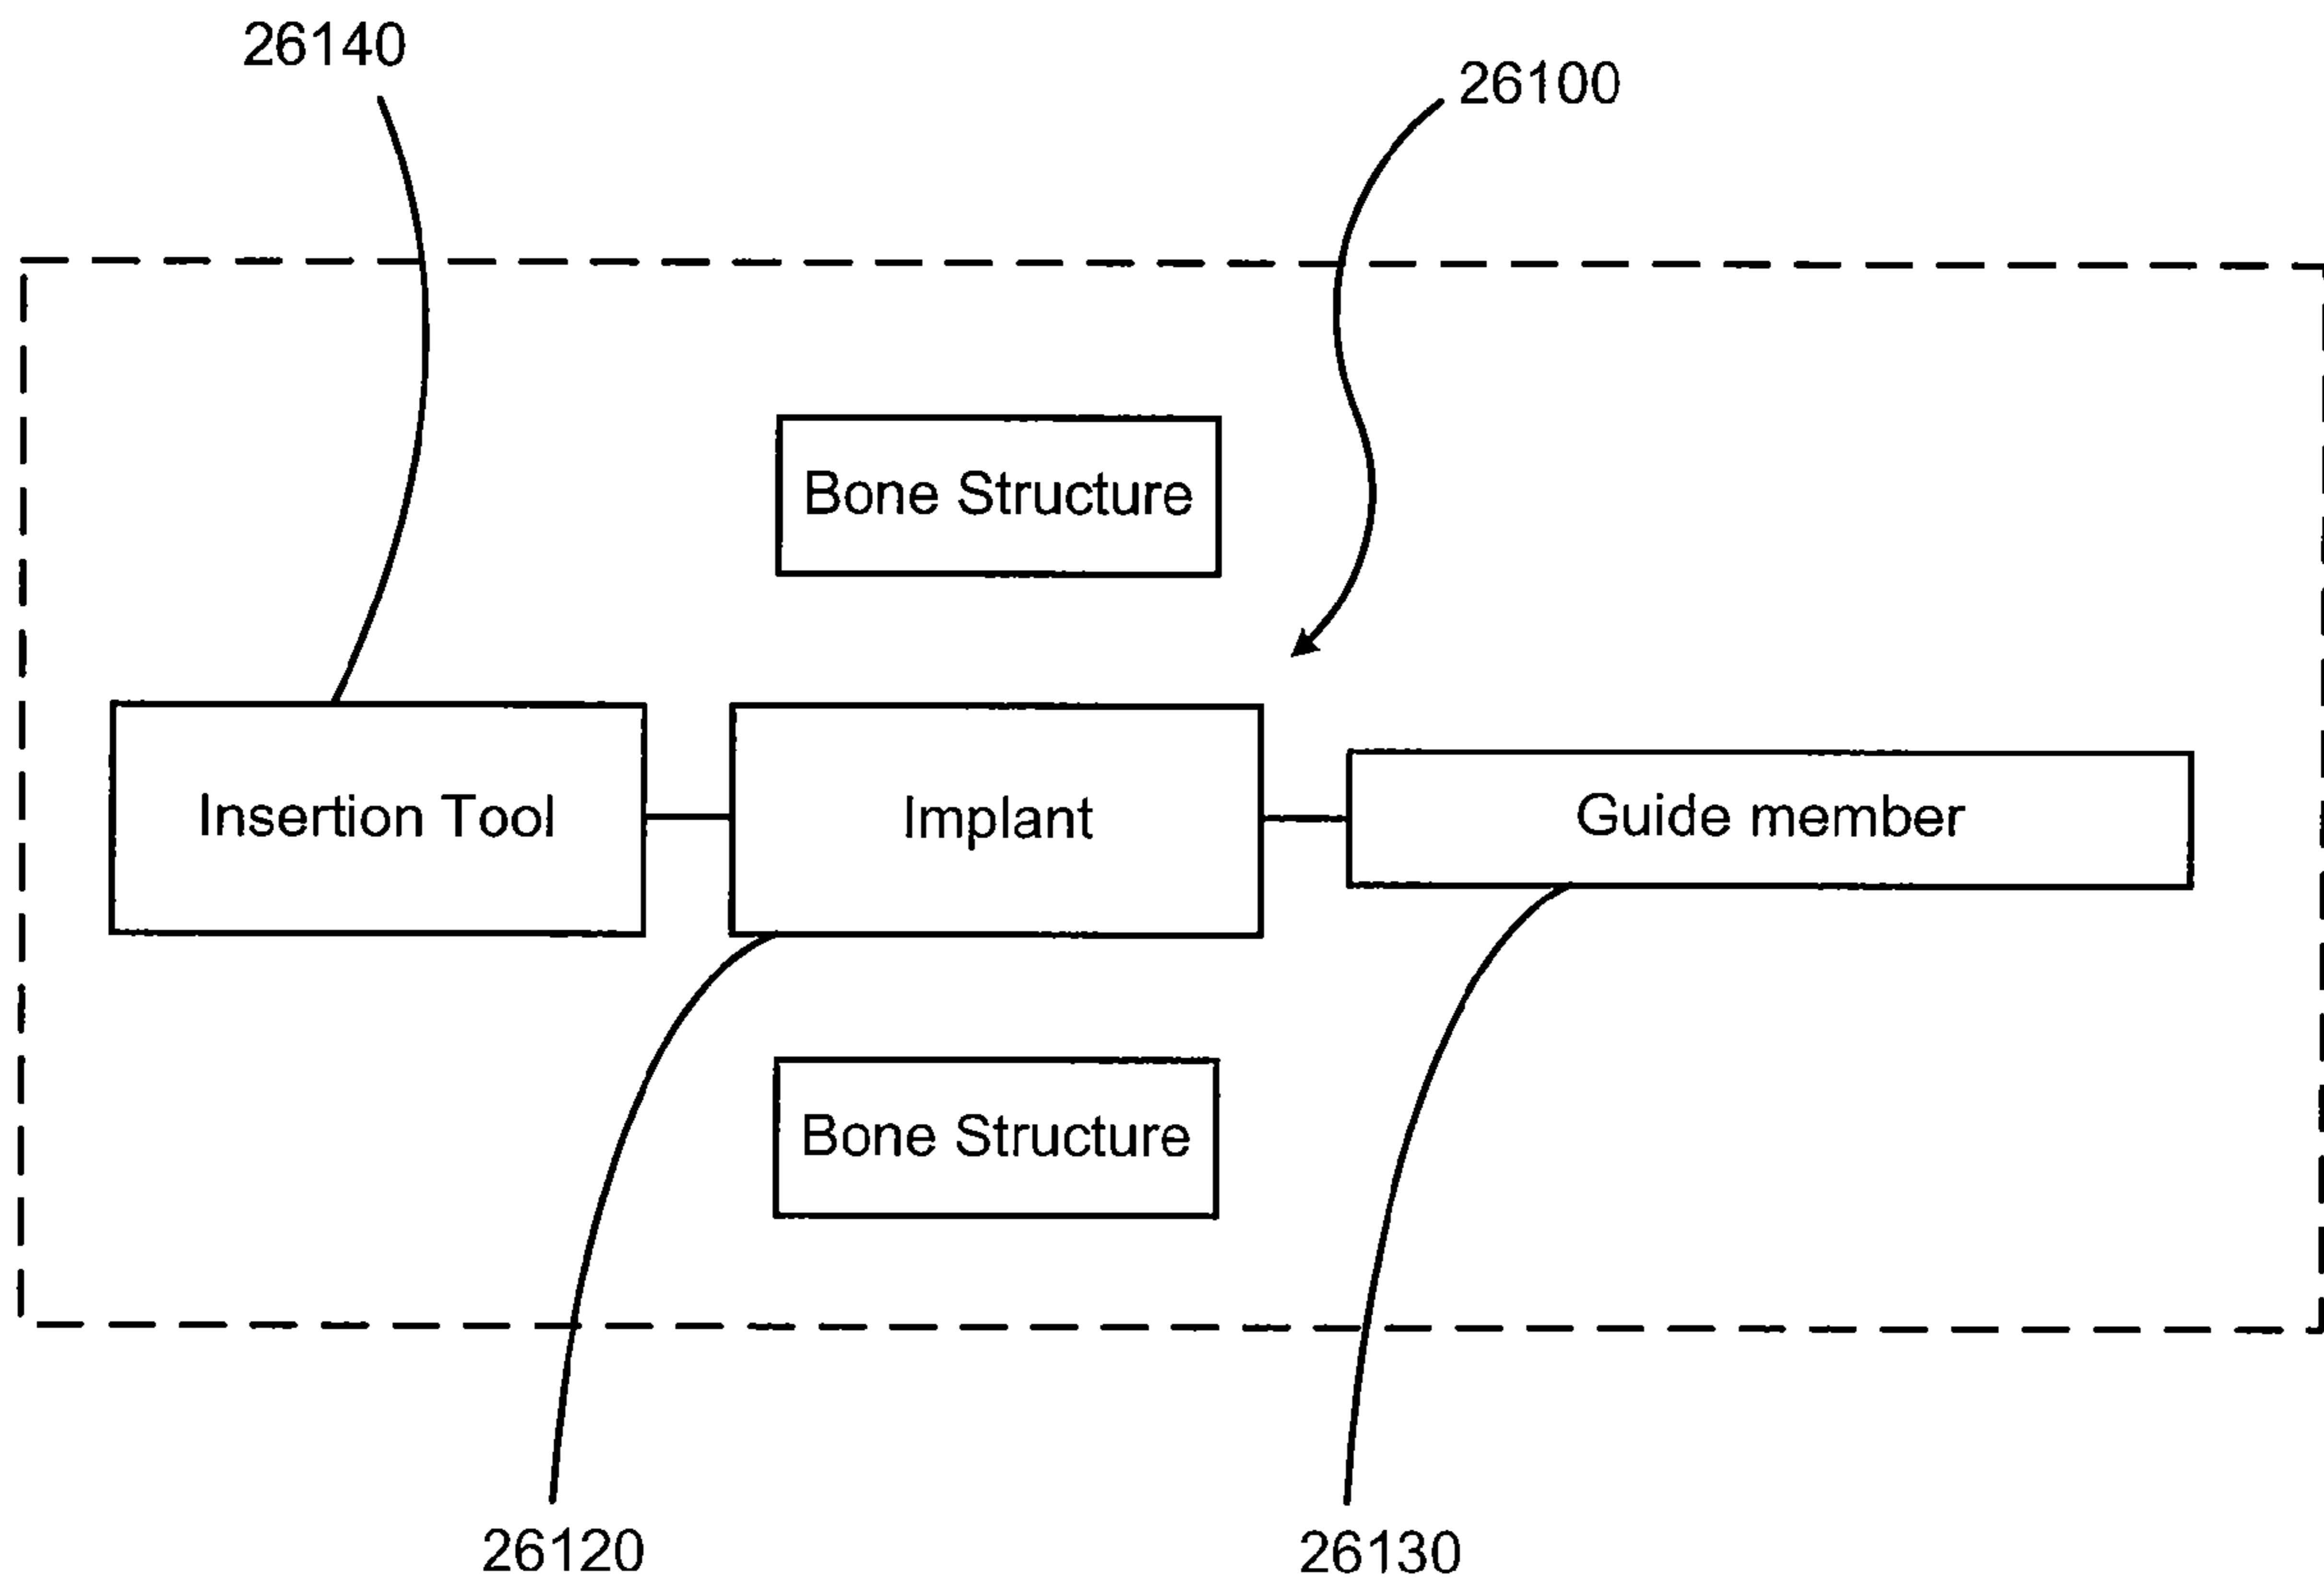 26140
26100
Bone Structure
Insertion Tool
Implant
Guide member
Bone Structure
26120
26130